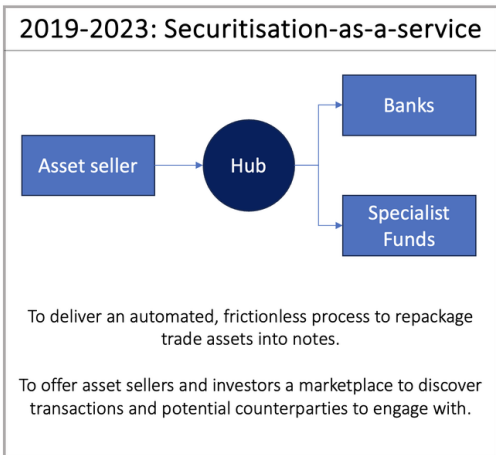 2019-2023: Securitisation-as-a-service
Banks
Asset seller
Hub
Specialist
Funds
To deliver an automated, frictionless process to repackage
trade assets into notes.
To offer asset sellers and investors a marketplace to discover
transactions and potential counterparties to engage with.